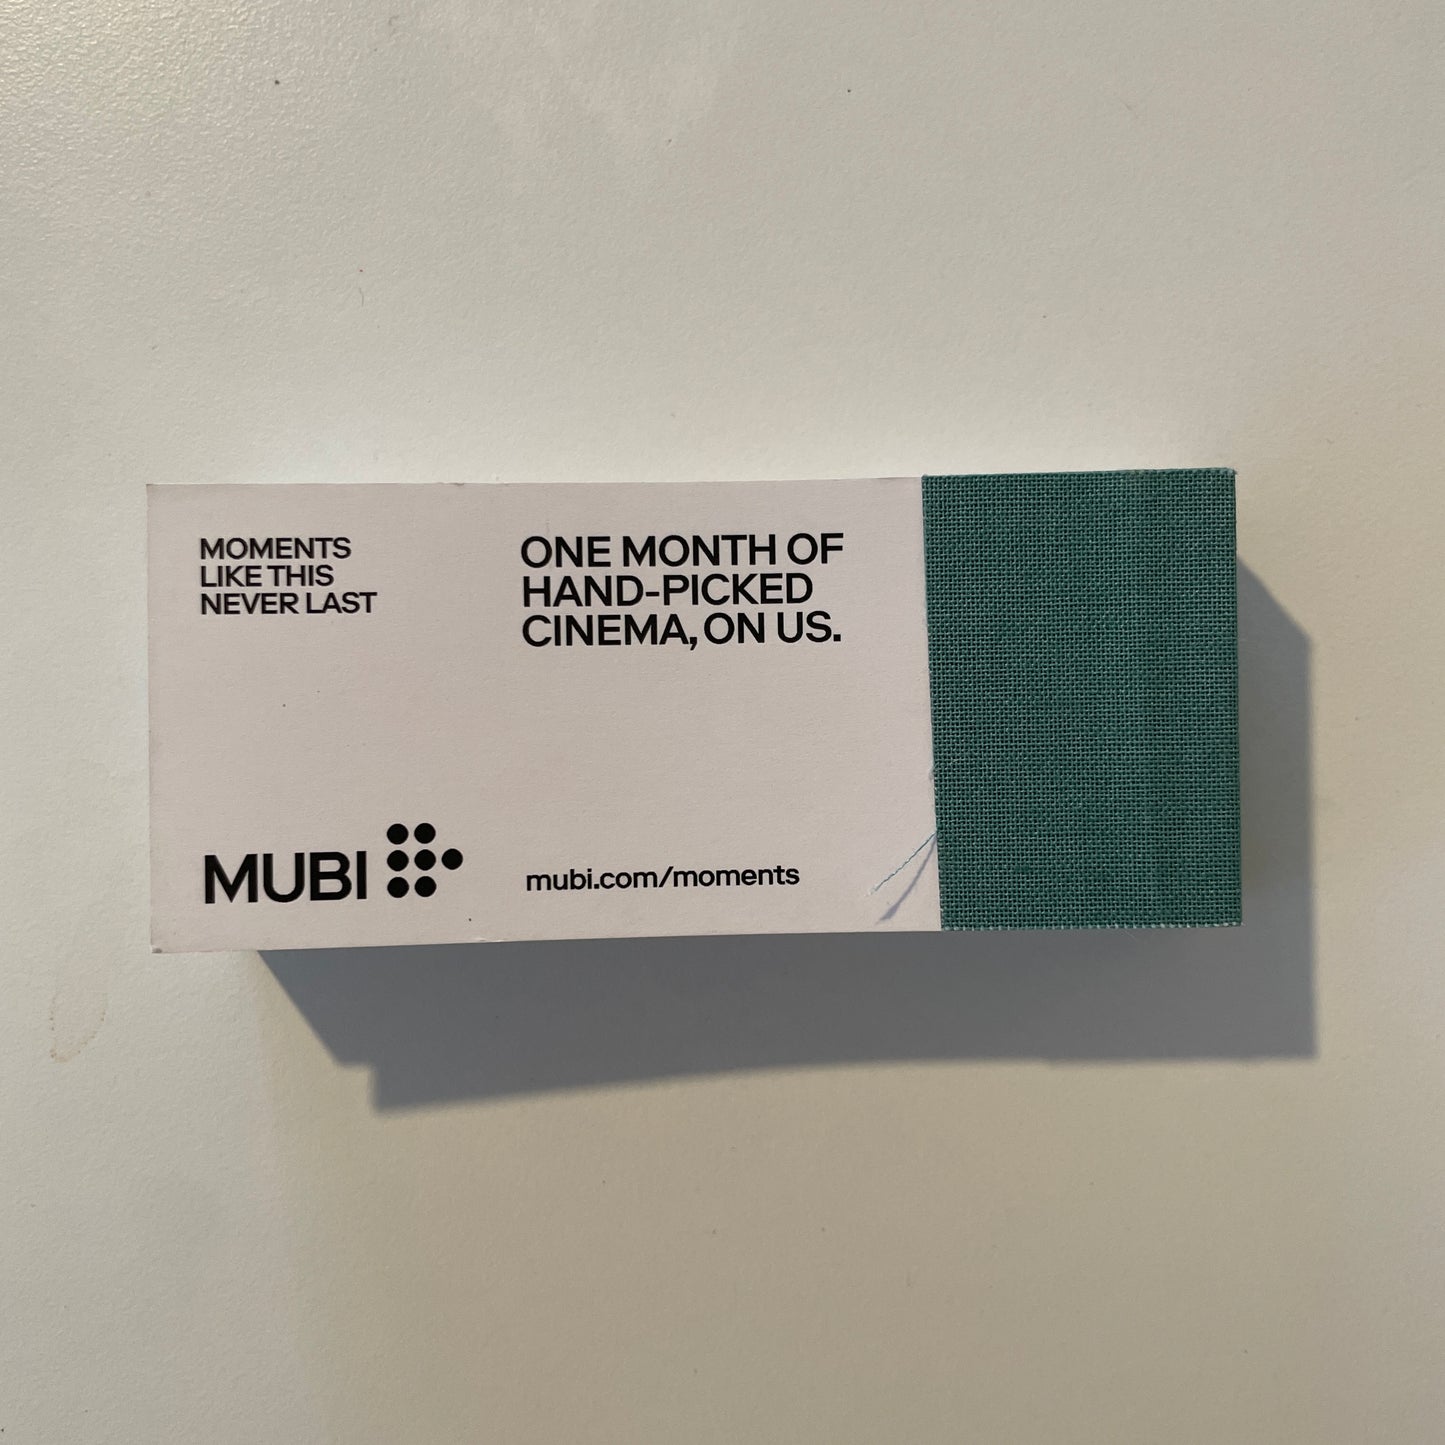 MOMENTS
LIKE THIS
NEVER LAST
ONE MONTH OF
HAND-PICKED
CINEMA, ON US.
MUBI
mubi.com/moments